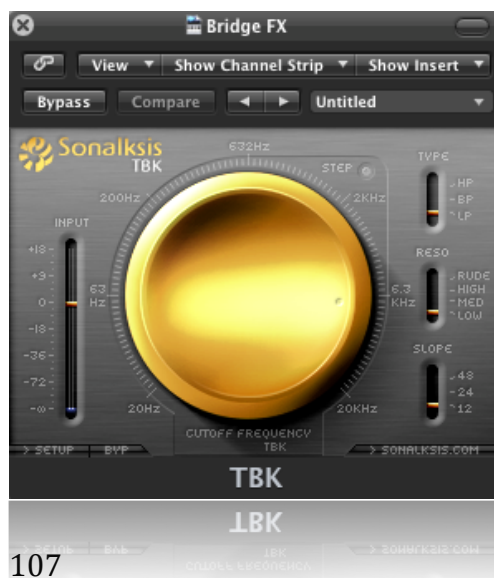 Bridge FX
View Show Channel Strip Show Insert
Bypass Compare Untitled
Sonalksis
TBK
632Hz
STEP
TYPE
HP
BP
LP
200Hz
2KHz
INPUT
+18
+9
0
-18
-36
-72
-∞
63
Hz
6.3
KHz
RESO
RUDE
HIGH
MED
LOW
SLOPE
48
24
12
20Hz
20KHz
CUTOFF FREQUENCY
TBK
> SETUP BYP > SONALKSIS.COM
TBK
107